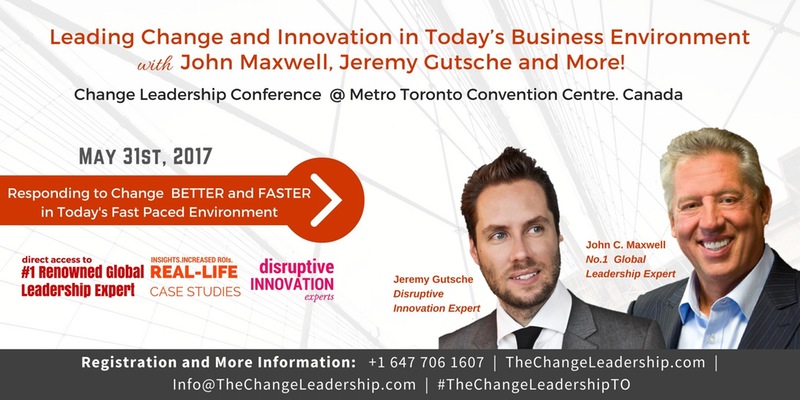 Leading Change and Innovation in Today's Business Environment
with John Maxwell, Jeremy Gutsche and More!
Change Leadership Conference @ Metro Toronto Convention Centre. Canada
May 31st, 2017
Responding to Change BETTER and FASTER
in Today's Fast Paced Environment
direct access to
#1 Renowned Global
Leadership Expert
INSIGHTS.INCREASED ROIs.
REAL-LIFE
CASE STUDIES
disruptive
INNOVATION
experts
Jeremy Gutsche
Disruptive
Innovation Expert
John C. Maxwell
No.1 Global
Leadership Expert
Registration and More Information: +1 647 706 1607 | TheChangeLeadership.com |
Info@TheChangeLeadership.com | #TheChangeLeadershipTO